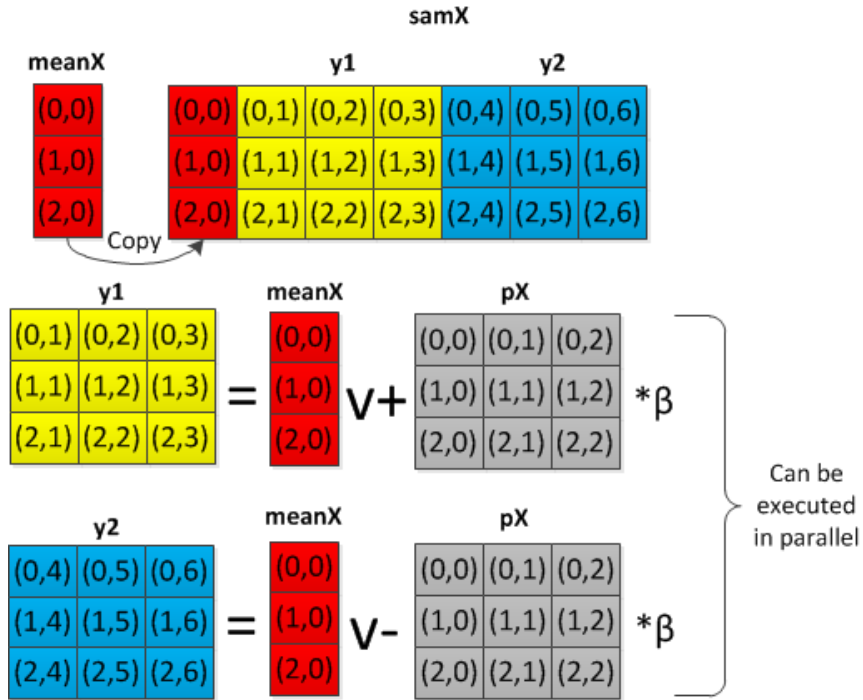 samX
meanX y1 y2
(0,0) (0,0) (0,1) (0,2) (0,3) (0,4) (0,5) (0,6)
(1,0) (1,0) (1,1) (1,2) (1,3) (1,4) (1,5) (1,6)
(2,0) (2,0) (2,1) (2,2) (2,3) (2,4) (2,5) (2,6)
Copy
y1 meanX pX
(0,1) (0,2) (0,3) (0,0) (0,0) (0,1) (0,2)
(1,1) (1,2) (1,3) = (1,0) v+ (1,0) (1,1) (1,2) *β
(2,1) (2,2) (2,3) (2,0) (2,0) (2,1) (2,2)
Can be
executed
in parallel
y2 meanX pX
(0,4) (0,5) (0,6) (0,0) (0,0) (0,1) (0,2)
(1,4) (1,5) (1,6) = (1,0) v- (1,0) (1,1) (1,2) *β
(2,4) (2,5) (2,6) (2,0) (2,0) (2,1) (2,2)